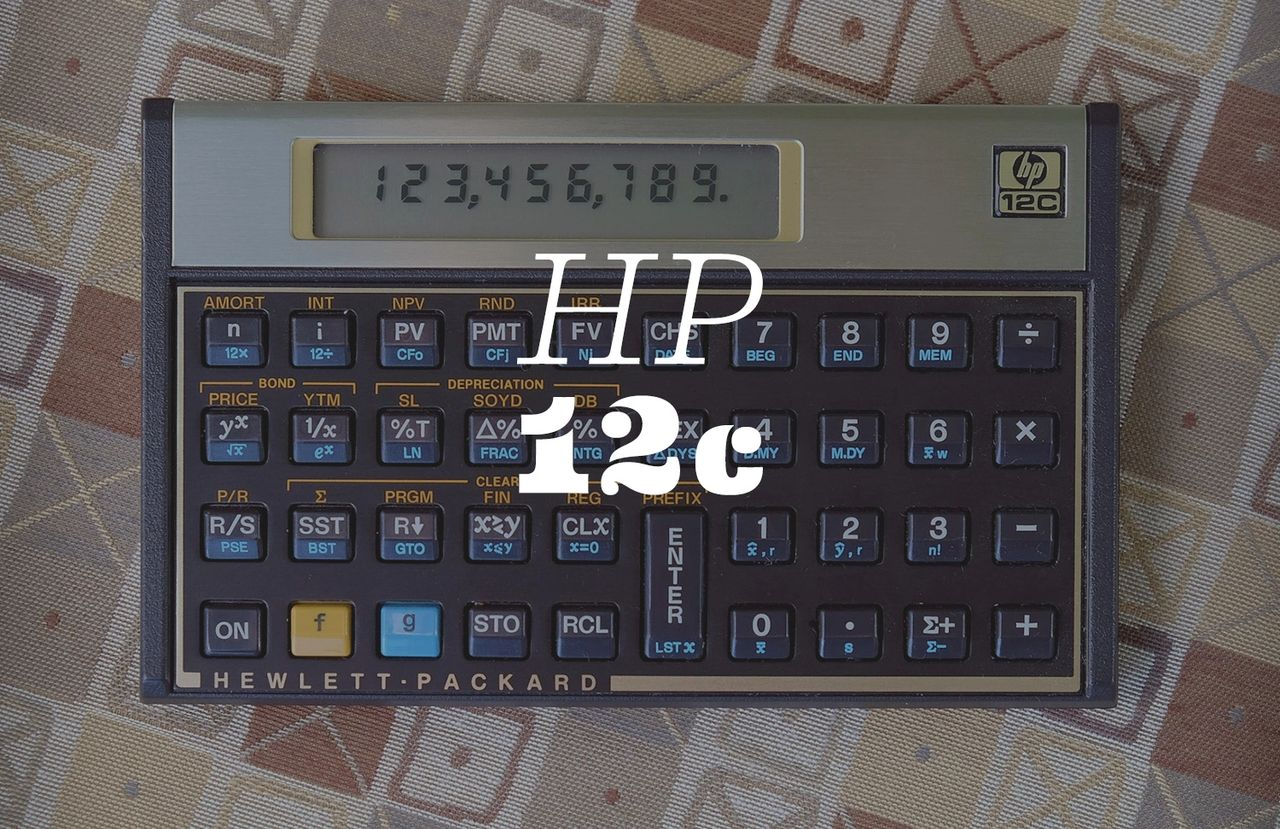 123,456,789.
hp
12C
HP
12c
AMORT INT NPV RND IRR
n i PV PMT FV CHS 7 8 9 ÷
12× 12÷ CFo CFj Nj DATE BEG END MEM
BOND DEPRECIATION
PRICE YTM SL SOYD DB
yˣ 1/x %T Δ% % EEX 4 5 6 ×
√x eˣ LN FRAC INTG ΔDYS D.MY M.DY x̅w
CLEAR
P/R Σ PRGM FIN REG PREFIX
R/S SST R↓ x≷y CLx ENTER 1 2 3 −
PSE BST GTO x≤y x=0 x̂,r ŷ,r n!
ON f g STO RCL 0 • Σ+ +
LSTx x̅ s Σ−
HEWLETT·PACKARD